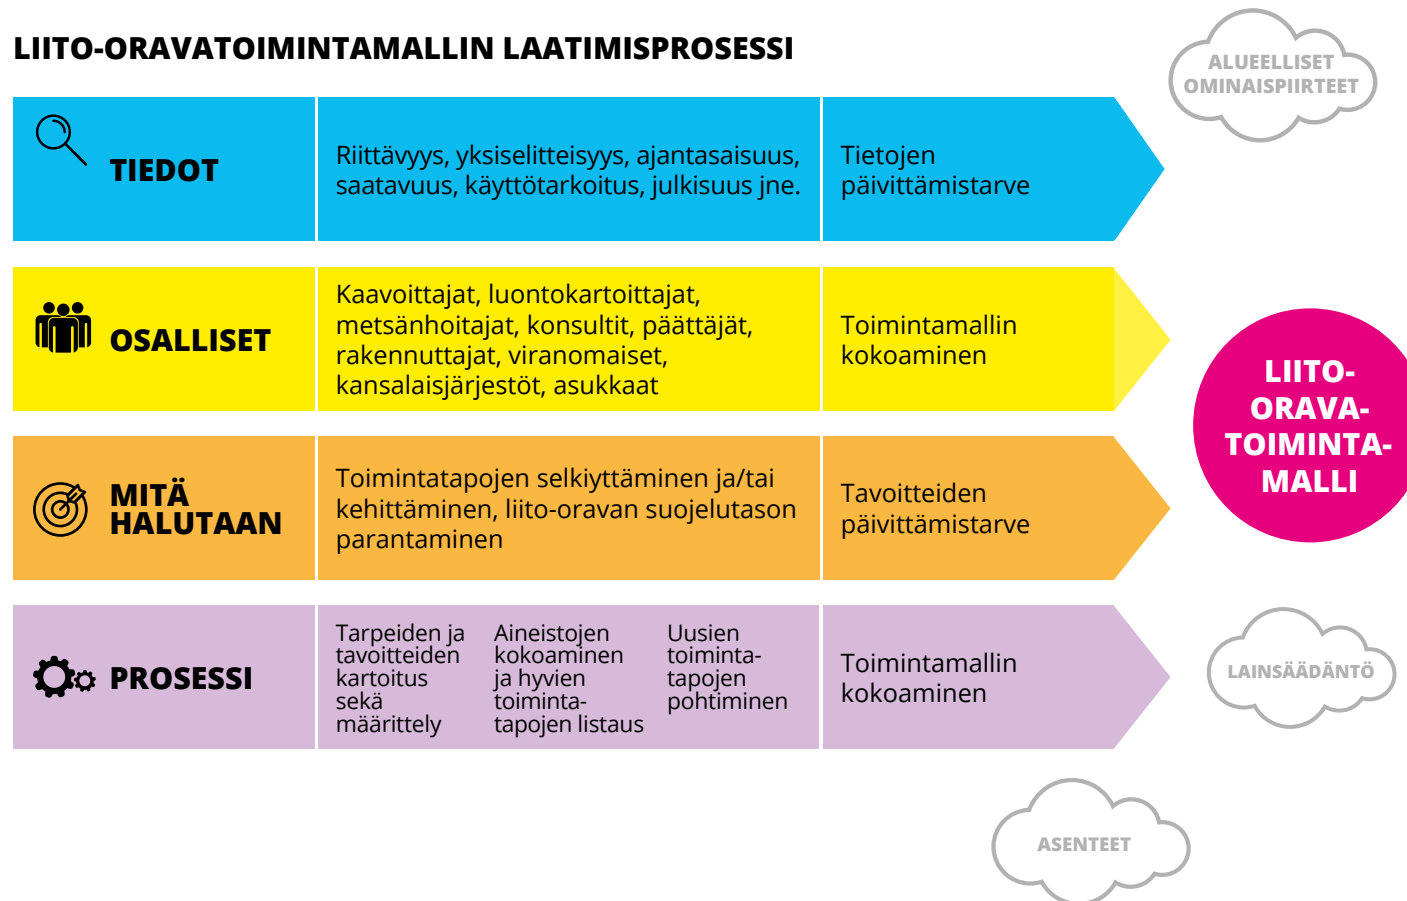 LIITO-ORAVATOIMINTAMALLIN LAATIMISPROSESSI
ALUEELLISET
OMINAISPIIRTEET
TIEDOT
Riittävyys, yksiselitteisyys, ajantasaisuus,
saatavuus, käyttötarkoitus, julkisuus jne.
Tietojen
päivittämistarve
OSALLISET
Kaavoittajat, luontokartoittajat,
metsänhoitajat, konsultit, päättäjät,
rakennuttajat, viranomaiset,
kansalaisjärjestöt, asukkaat
Toimintamallin
kokoaminen
MITÄ
HALUTAAN
Toimintatapojen selkiyttäminen ja/tai
kehittäminen, liito-oravan suojelutason
parantaminen
Tavoitteiden
päivittämistarve
LIITO-
ORAVA-
TOIMINTA-
MALLI
PROSESSI
Tarpeiden ja
tavoitteiden
kartoitus
sekä
määrittely
Aineistojen
kokoaminen
ja hyvien
toiminta-
tapojen listaus
Uusien
toiminta-
tapojen
pohtiminen
Toimintamallin
kokoaminen
LAINSÄÄDÄNTÖ
ASENTEET